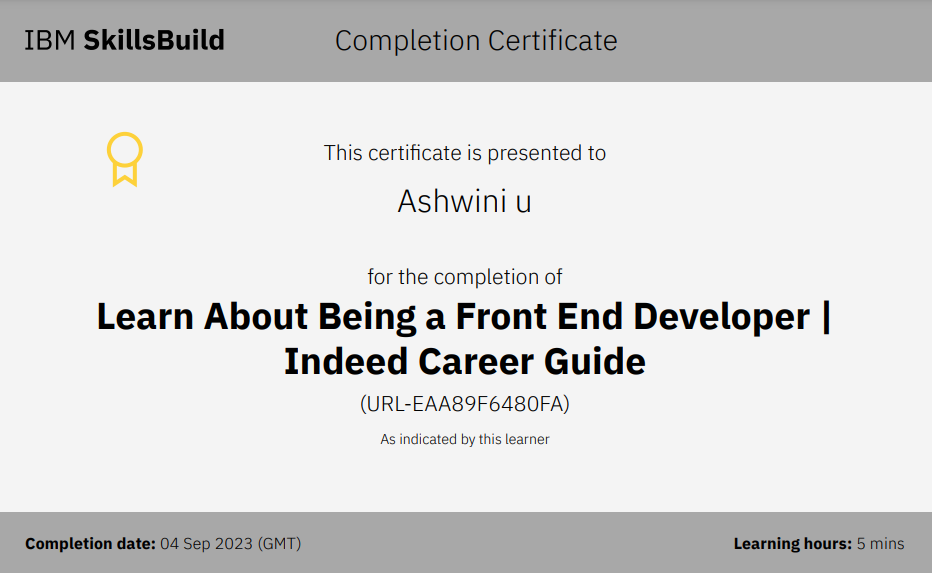 IBM SkillsBuild
Completion Certificate
This certificate is presented to
Ashwini u
for the completion of
Learn About Being a Front End Developer |
Indeed Career Guide
(URL-EAA89F6480FA)
As indicated by this learner
Completion date: 04 Sep 2023 (GMT)
Learning hours: 5 mins